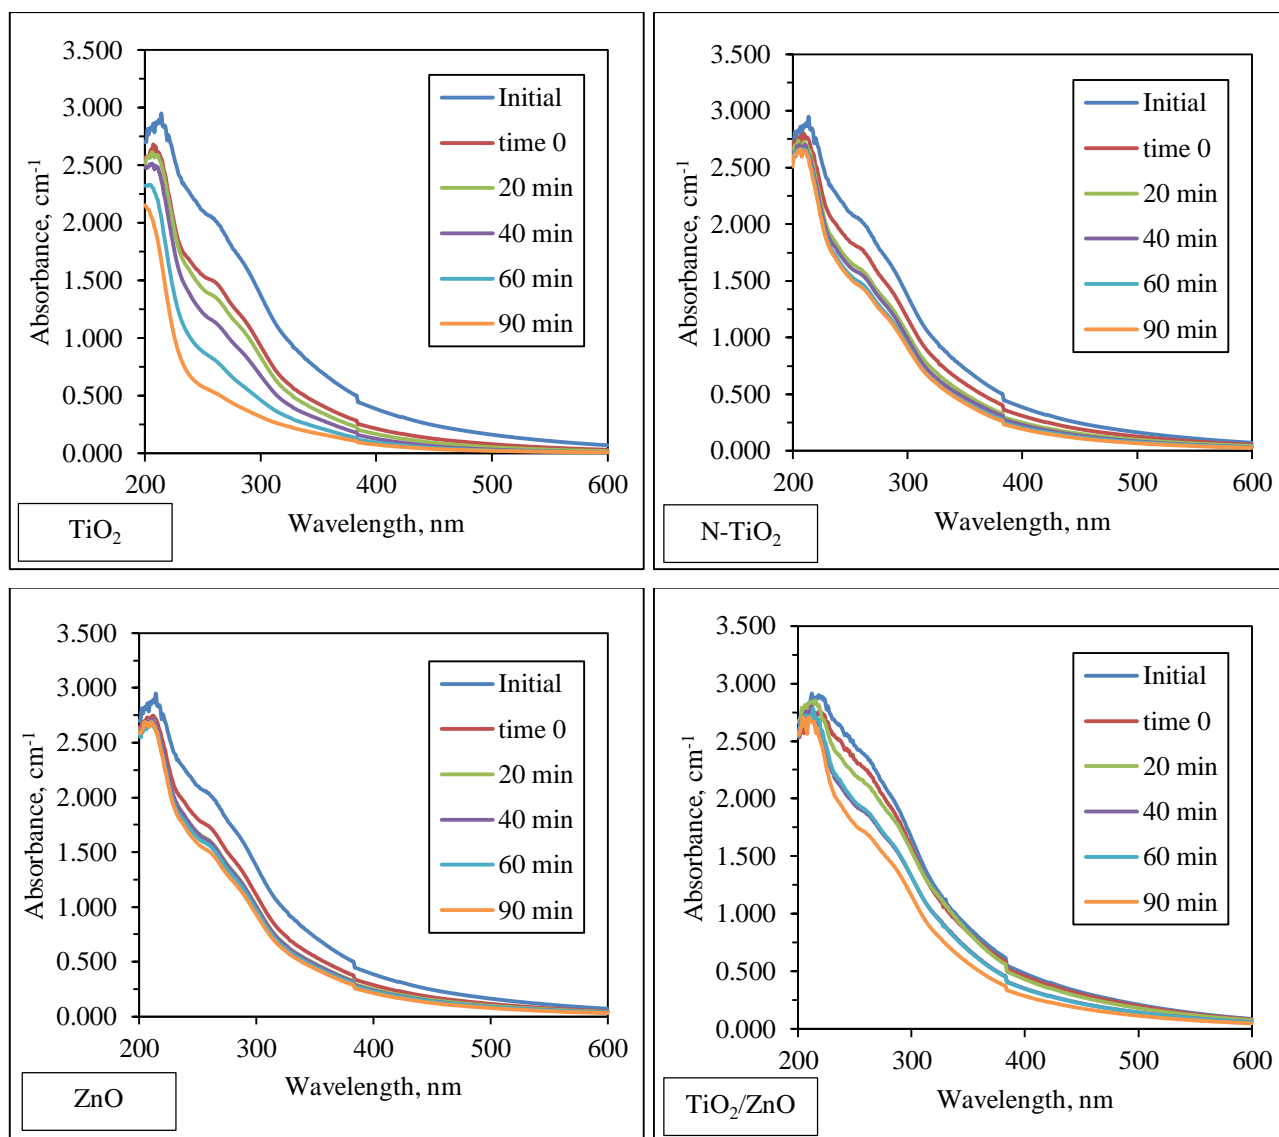 3.500
3.000
2.500
2.000
1.500
1.000
0.500
0.000
Absorbance, cm⁻¹
200 300 400 500 600
Wavelength, nm
Initial
time 0
20 min
40 min
60 min
90 min
TiO₂
3.500
3.000
2.500
2.000
1.500
1.000
0.500
0.000
Absorbance, cm⁻¹
200 300 400 500 600
Wavelength, nm
Initial
time 0
20 min
40 min
60 min
90 min
N-TiO₂
3.500
3.000
2.500
2.000
1.500
1.000
0.500
0.000
Absorbance, cm⁻¹
200 300 400 500 600
Wavelength, nm
Initial
time 0
20 min
40 min
60 min
90 min
ZnO
3.500
3.000
2.500
2.000
1.500
1.000
0.500
0.000
Absorbance, cm⁻¹
200 300 400 500 600
Wavelength, nm
Initial
time 0
20 min
40 min
60 min
90 min
TiO₂/ZnO